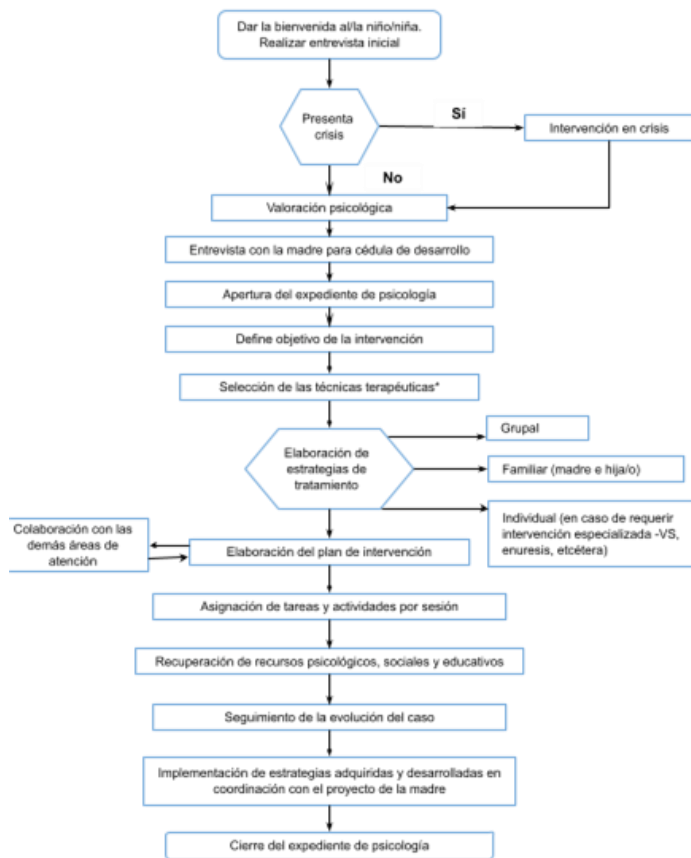 Dar la bienvenida al/la niño/niña.
Realizar entrevista inicial
Presenta
crisis
Sí
Intervención en crisis
No
Valoración psicológica
Entrevista con la madre para cédula de desarrollo
Apertura del expediente de psicología
Define objetivo de la intervención
Selección de las técnicas terapéuticas*
Elaboración de
estrategias de
tratamiento
Grupal
Familiar (madre e hija/o)
Individual (en caso de requerir
intervención especializada -VS,
enuresis, etcétera)
Colaboración con las
demás áreas de
atención
Elaboración del plan de intervención
Asignación de tareas y actividades por sesión
Recuperación de recursos psicológicos, sociales y educativos
Seguimiento de la evolución del caso
Implementación de estrategias adquiridas y desarrolladas en
coordinación con el proyecto de la madre
Cierre del expediente de psicología